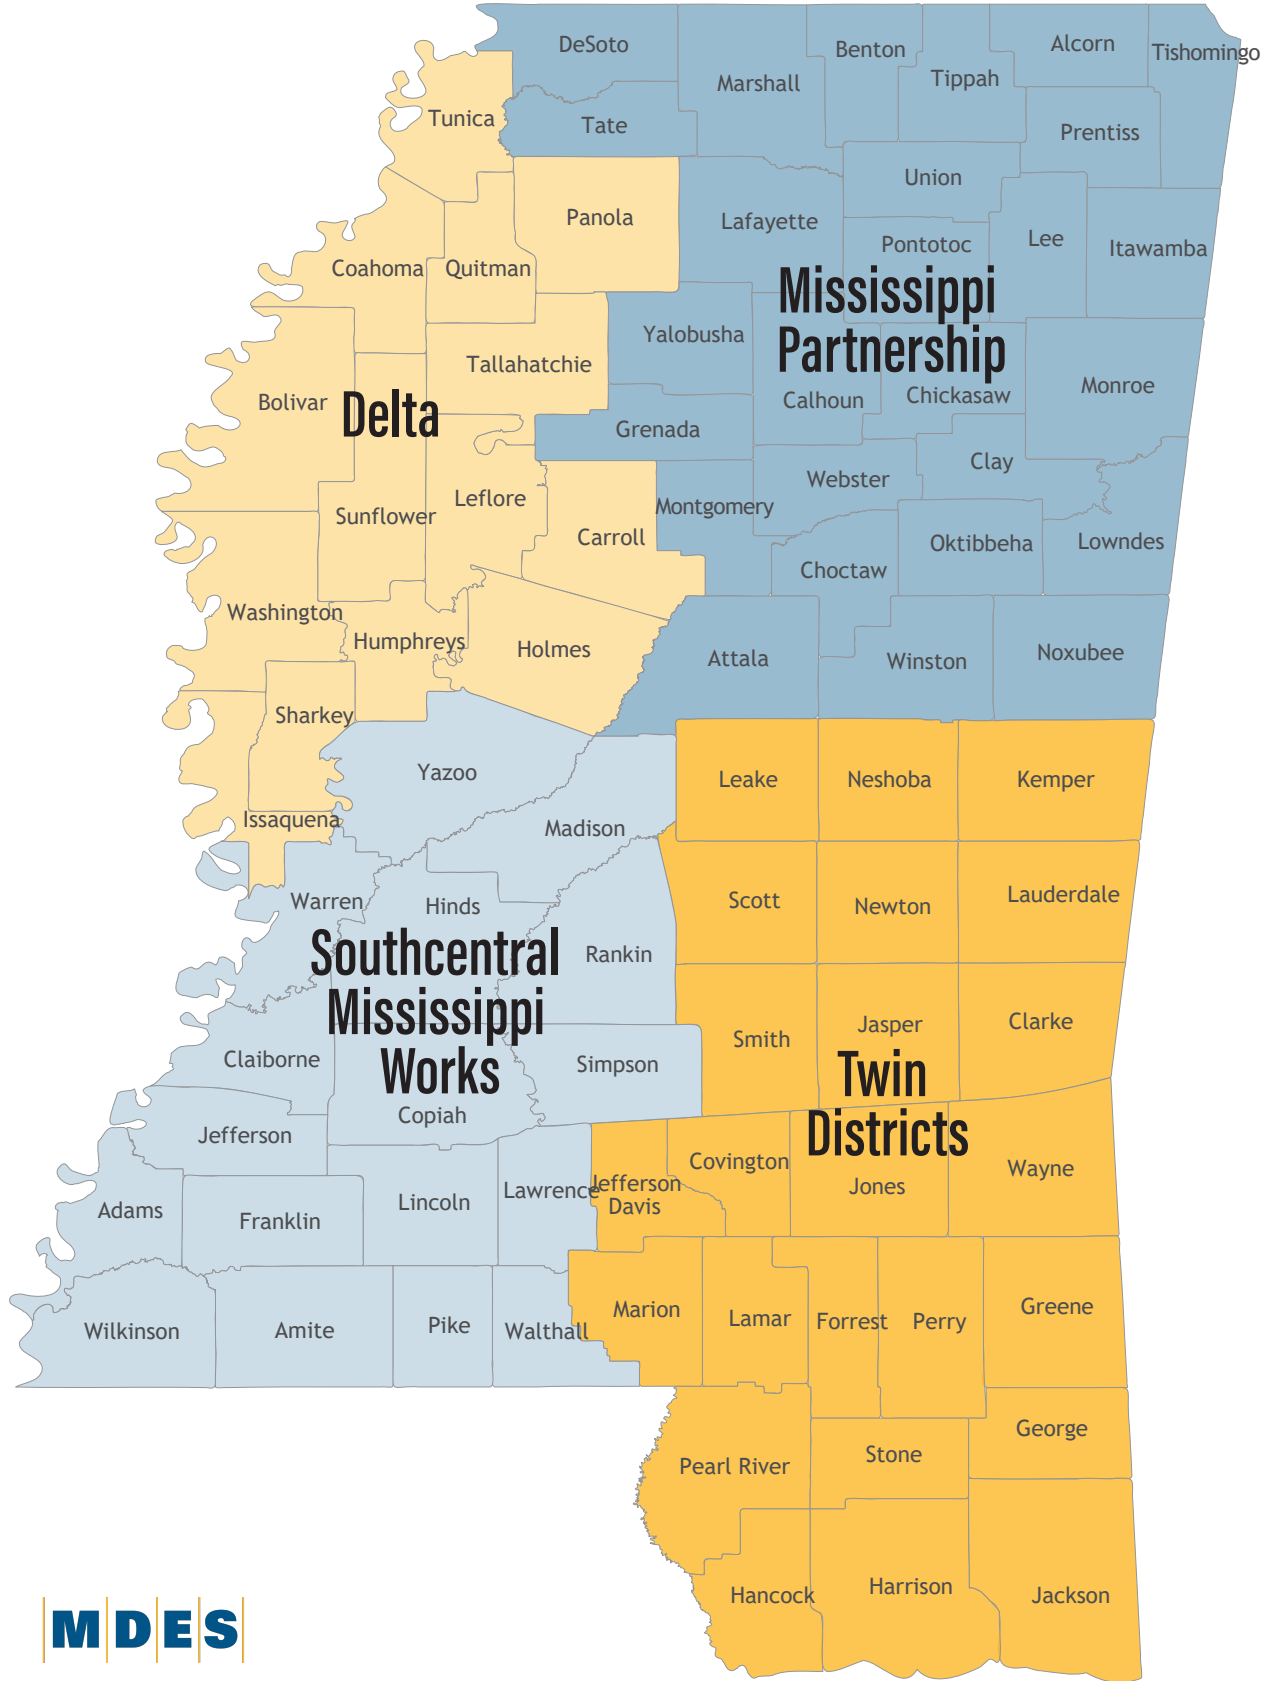 DeSoto
Marshall
Benton
Tippah
Alcorn
Tishomingo
Tunica
Tate
Prentiss
Union
Panola
Lafayette
Pontotoc
Lee
Itawamba
Coahoma
Quitman
Mississippi
Partnership
Yalobusha
Tallahatchie
Calhoun
Chickasaw
Monroe
Bolivar
Delta
Grenada
Webster
Clay
Leflore
Sunflower
Montgomery
Carroll
Oktibbeha
Lowndes
Choctaw
Washington
Humphreys
Holmes
Attala
Winston
Noxubee
Sharkey
Yazoo
Leake
Neshoba
Kemper
Issaquena
Madison
Warren
Hinds
Scott
Newton
Lauderdale
Southcentral
Mississippi
Works
Rankin
Smith
Jasper
Clarke
Claiborne
Simpson
Twin
Districts
Copiah
Jefferson
Covington
Jones
Wayne
Jefferson
Davis
Lawrence
Lincoln
Adams
Franklin
Wilkinson
Amite
Pike
Walthall
Marion
Lamar
Forrest
Perry
Greene
George
Pearl River
Stone
Hancock
Harrison
Jackson
MDES